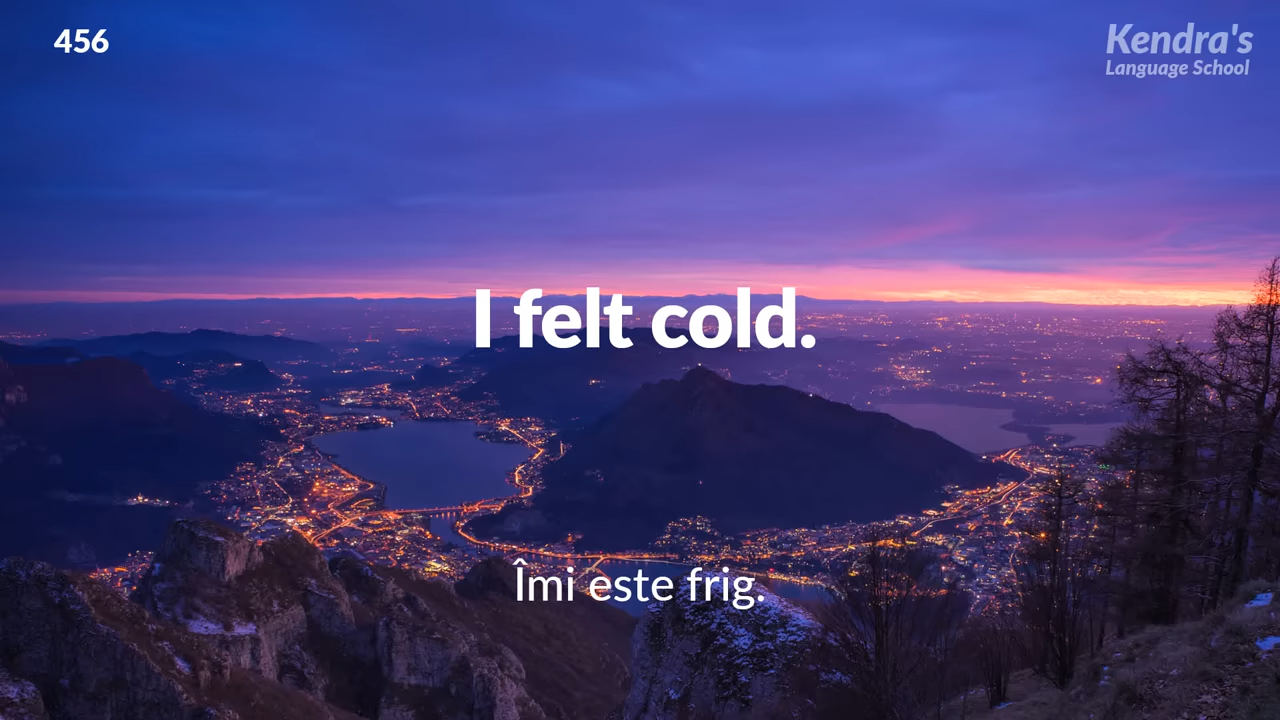 456
Kendra's
Language School
I felt cold.
Îmi este frig.